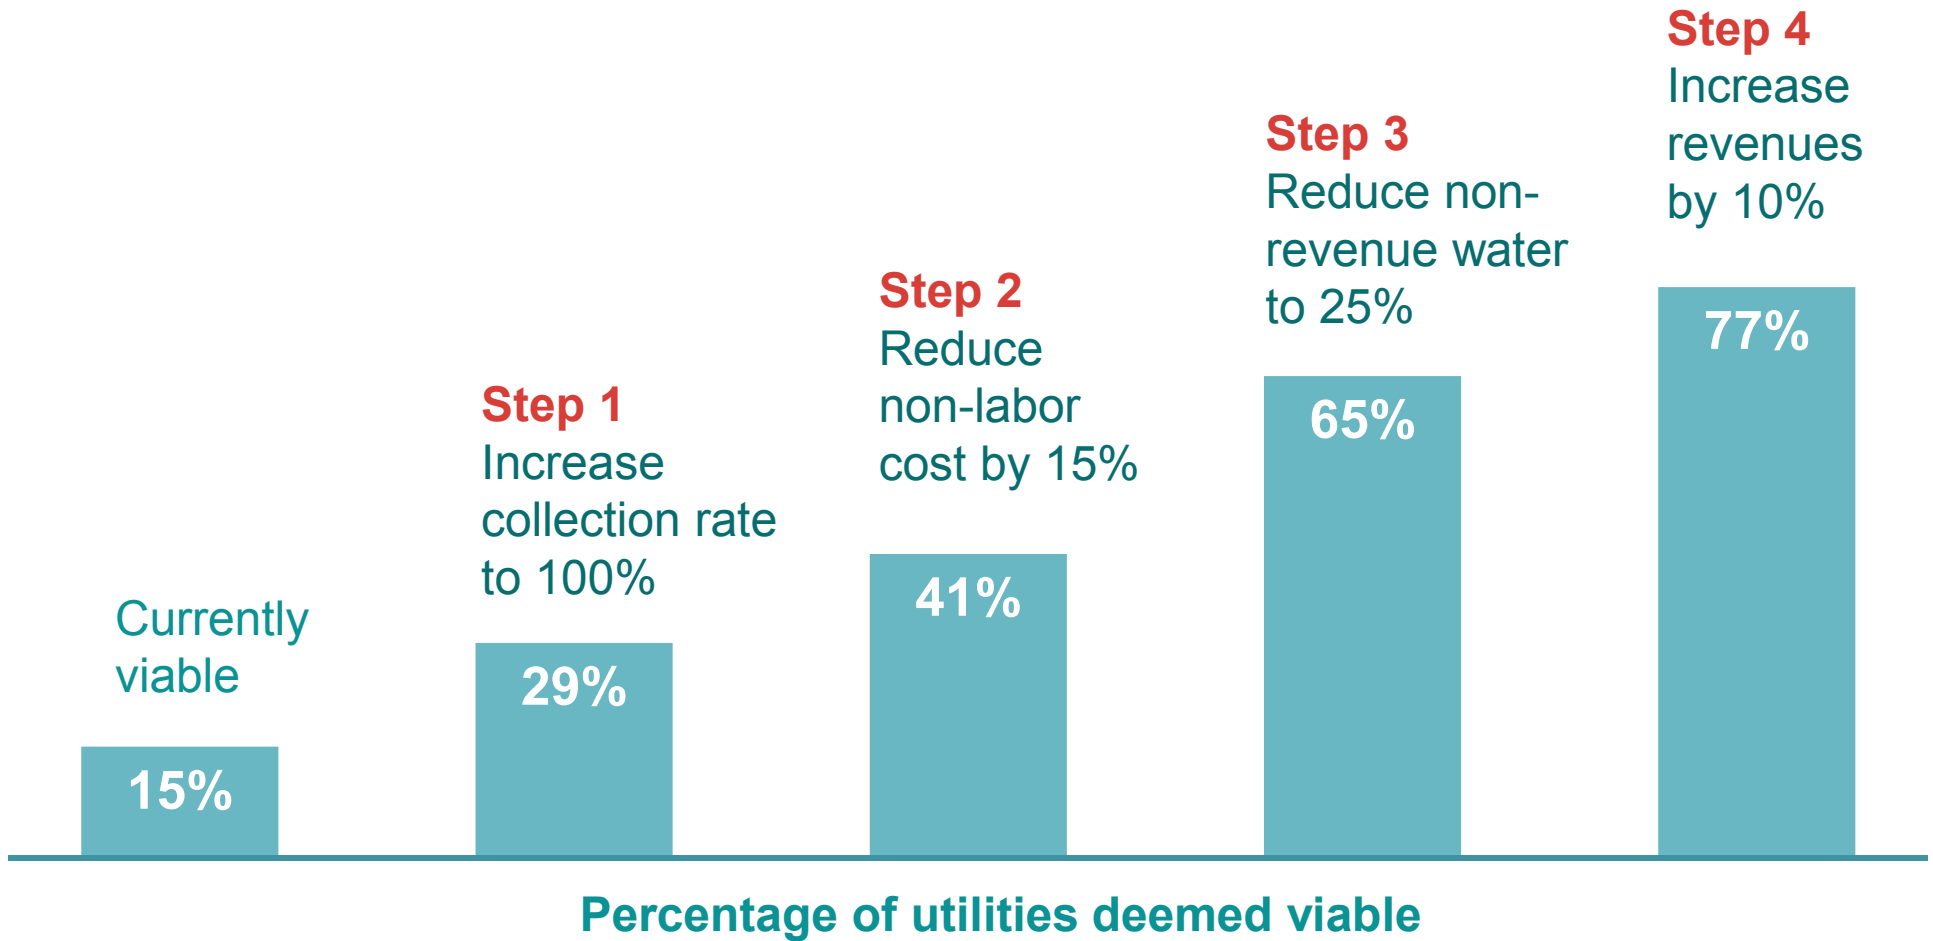 Currently
viable
15%
Step 1
Increase
collection rate
to 100%
29%
Step 2
Reduce
non-labor
cost by 15%
41%
Step 3
Reduce non-
revenue water
to 25%
65%
Step 4
Increase
revenues
by 10%
77%
Percentage of utilities deemed viable